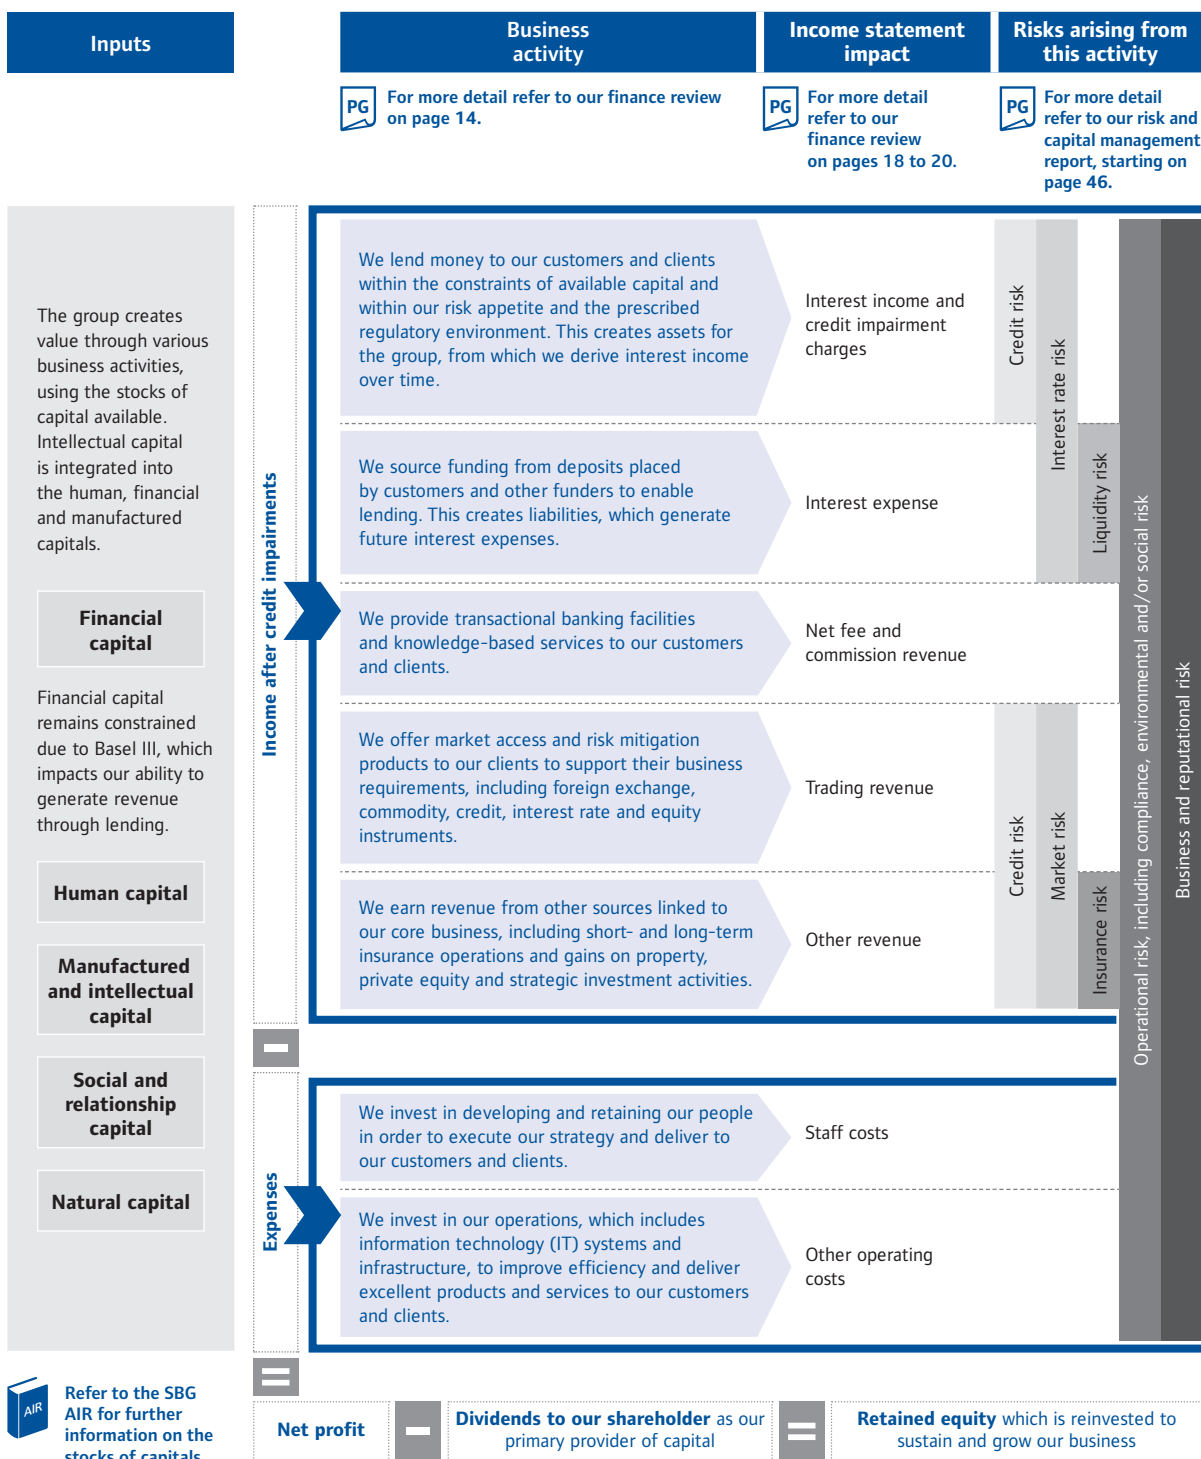 Inputs
Business
activity
Income statement
impact
Risks arising from
this activity
PG
For more detail refer to our finance review
on page 14.
PG
For more detail
refer to our
finance review
on pages 18 to 20.
PG
For more detail
refer to our risk and
capital management
report, starting on
page 46.
The group creates
value through various
business activities,
using the stocks of
capital available.
Intellectual capital
is integrated into
the human, financial
and manufactured
capitals.
Financial
capital
Financial capital
remains constrained
due to Basel III, which
impacts our ability to
generate revenue
through lending.
Human capital
Manufactured
and intellectual
capital
Social and
relationship
capital
Natural capital
AIR
Refer to the SBG
AIR for further
information on the
stocks of capitals
Income after credit impairments
We lend money to our customers and clients
within the constraints of available capital and
within our risk appetite and the prescribed
regulatory environment. This creates assets for
the group, from which we derive interest income
over time.
Interest income and
credit impairment
charges
We source funding from deposits placed
by customers and other funders to enable
lending. This creates liabilities, which generate
future interest expenses.
Interest expense
We provide transactional banking facilities
and knowledge-based services to our customers
and clients.
Net fee and
commission revenue
We offer market access and risk mitigation
products to our clients to support their business
requirements, including foreign exchange,
commodity, credit, interest rate and equity
instruments.
Trading revenue
We earn revenue from other sources linked to
our core business, including short- and long-term
insurance operations and gains on property,
private equity and strategic investment activities.
Other revenue
Credit risk
Interest rate risk
Liquidity risk
Credit risk
Market risk
Insurance risk
Operational risk, including compliance, environmental and/or social risk
Business and reputational risk
–
Expenses
We invest in developing and retaining our people
in order to execute our strategy and deliver to
our customers and clients.
Staff costs
We invest in our operations, which includes
information technology (IT) systems and
infrastructure, to improve efficiency and deliver
excellent products and services to our customers
and clients.
Other operating
costs
=
Net profit
–
Dividends to our shareholder as our
primary provider of capital
=
Retained equity which is reinvested to
sustain and grow our business